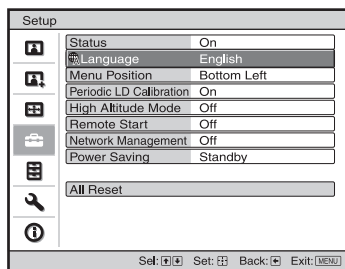 Setup
Status On
Language English
Menu Position Bottom Left
Periodic LD Calibration On
High Altitude Mode Off
Remote Start Off
Network Management Off
Power Saving Standby
All Reset
Sel: Set: Back: Exit: MENU